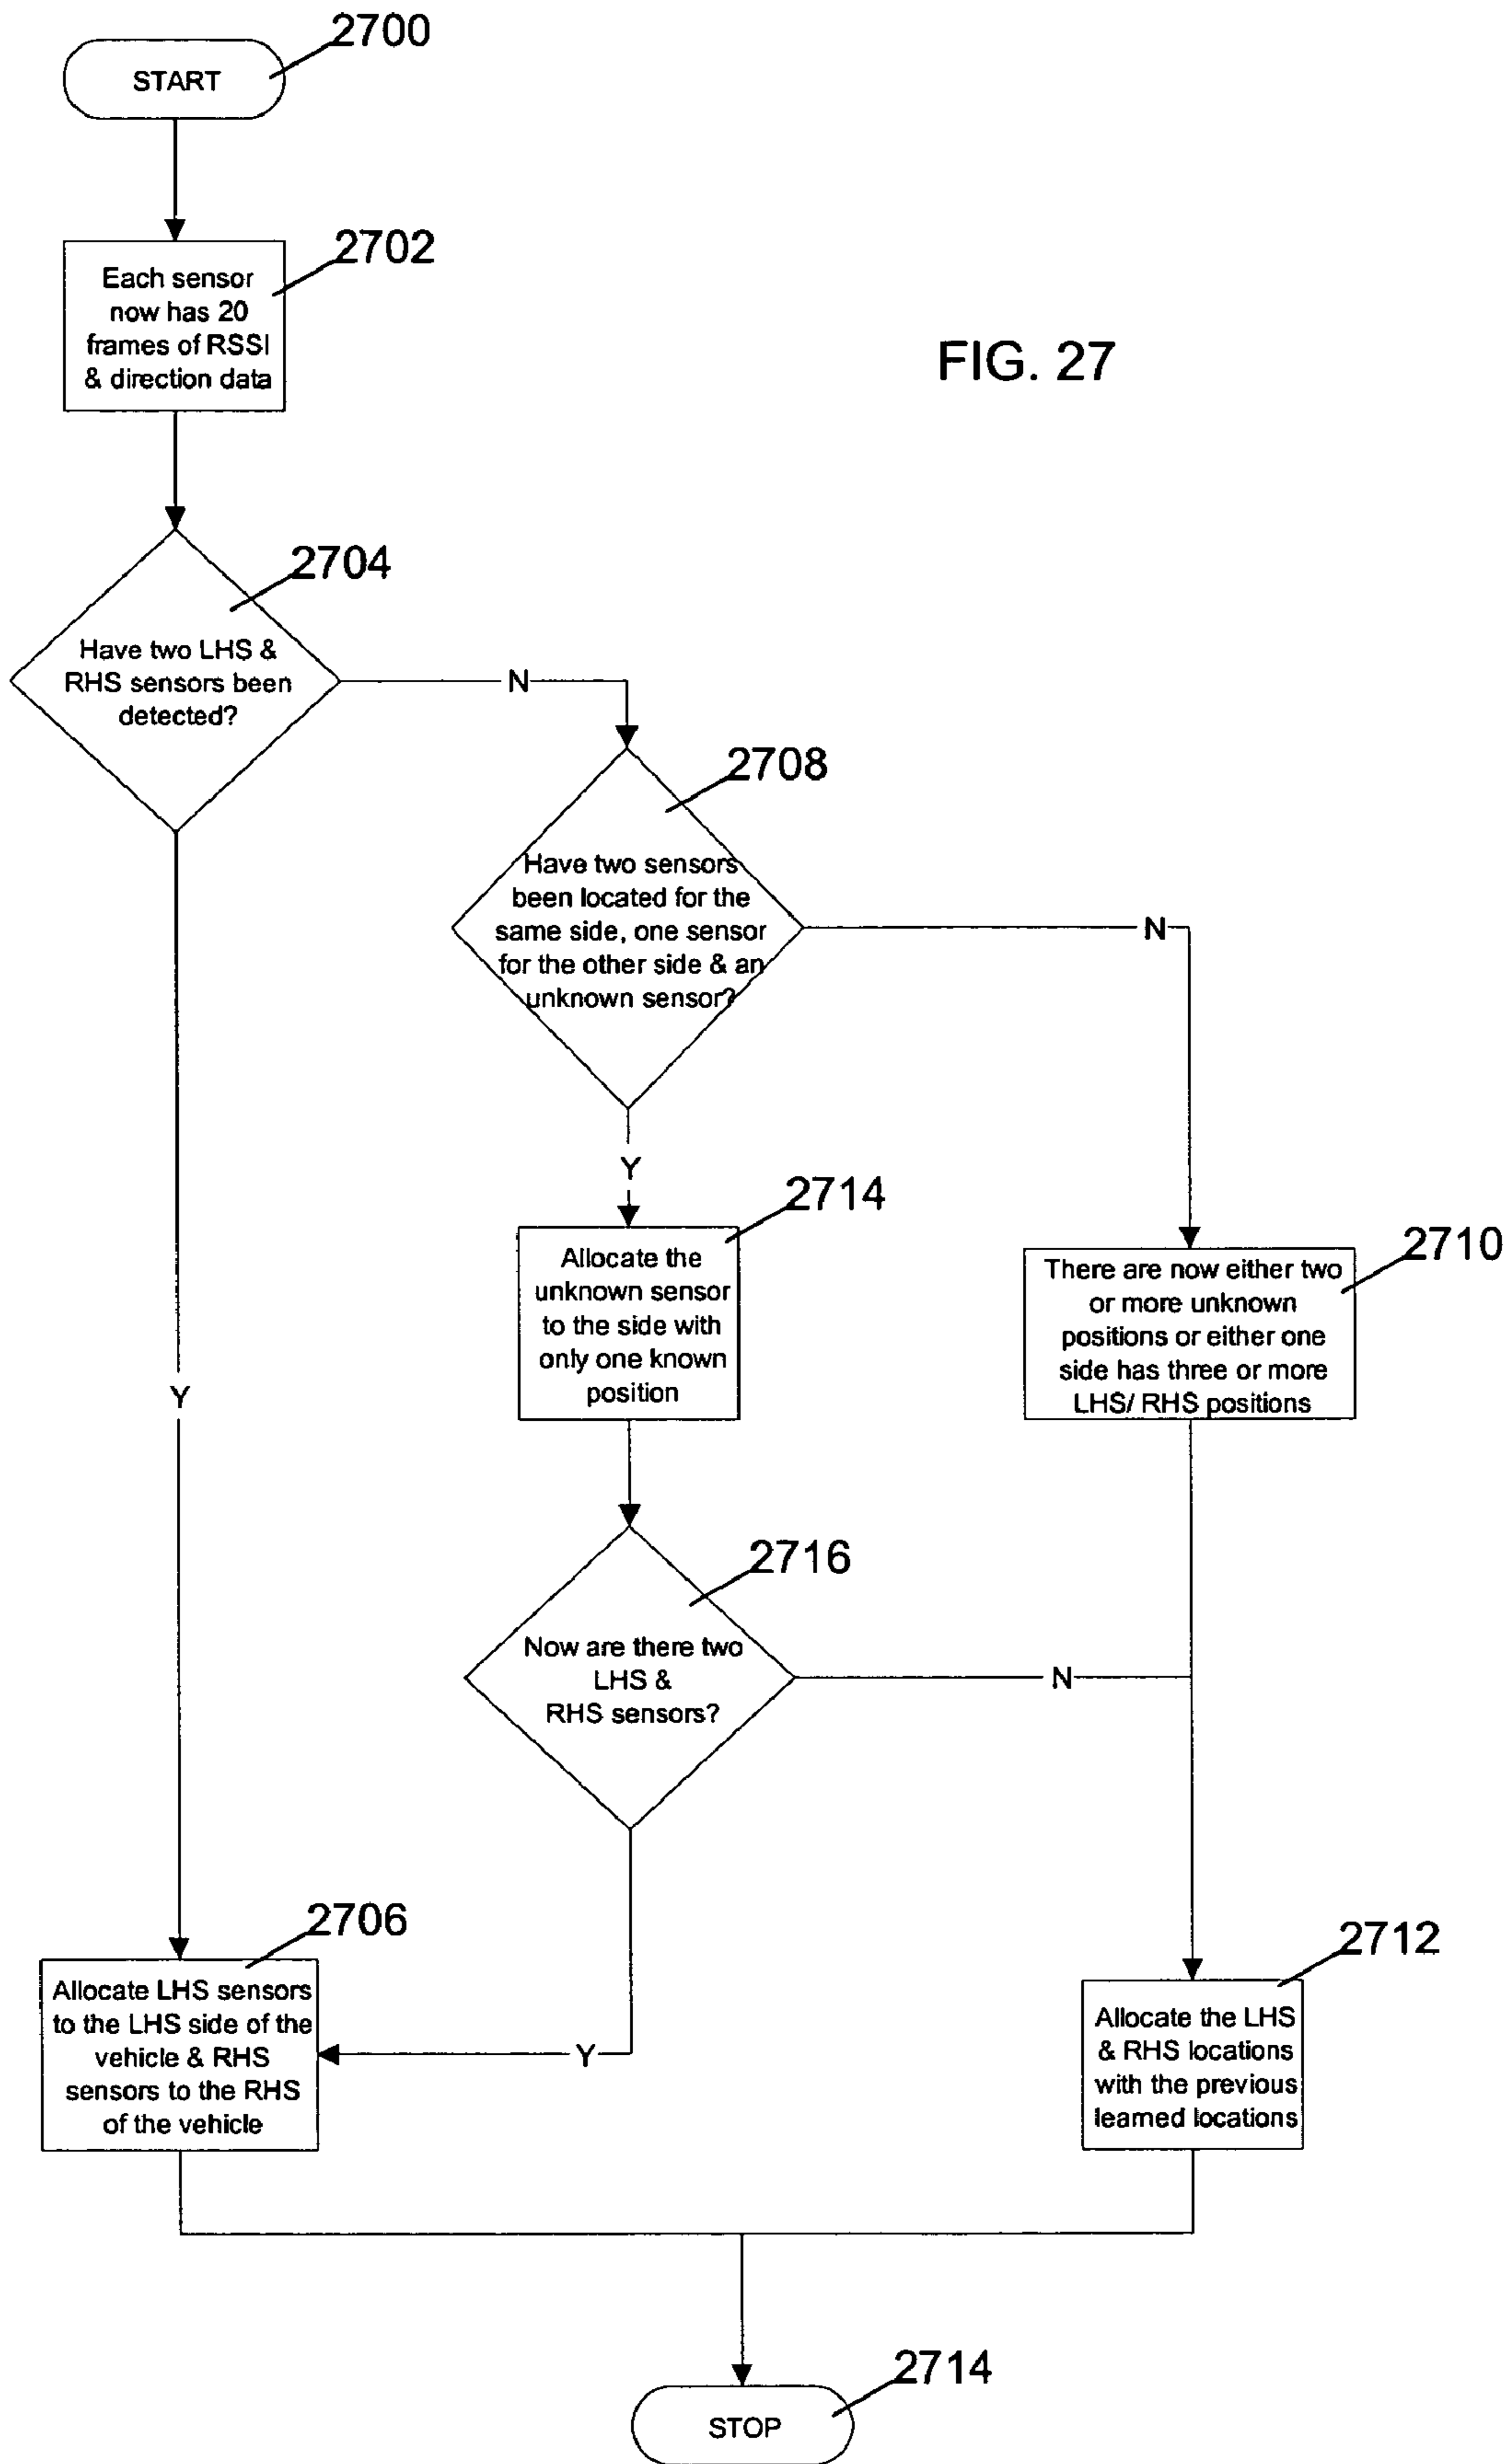 2700
START
2702
Each sensor
now has 20
frames of RSSI
& direction data
FIG. 27
2704
Have two LHS &
RHS sensors been
detected?
N
2708
Have two sensors
been located for the
same side, one sensor
for the other side & an
unknown sensor?
N
Y
2714
Allocate the
unknown sensor
to the side with
only one known
position
2710
There are now either two
or more unknown
positions or either one
side has three or more
LHS/ RHS positions
Y
2716
Now are there two
LHS &
RHS sensors?
N
2706
Allocate LHS sensors
to the LHS side of the
vehicle & RHS
sensors to the RHS
of the vehicle
Y
2712
Allocate the LHS
& RHS locations
with the previous
learned locations
2714
STOP